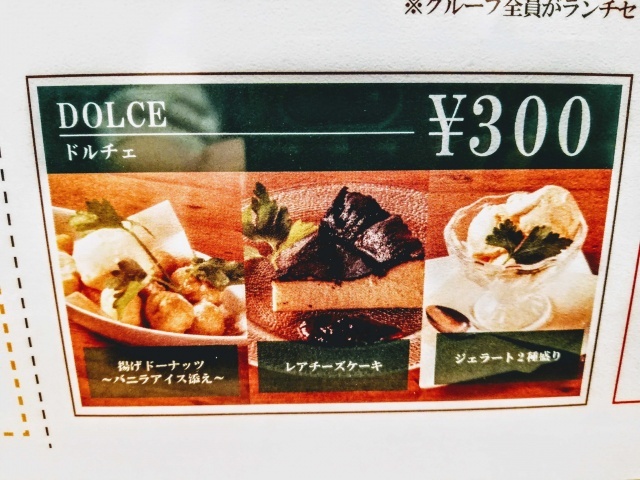 ※グループ全員がランチセ
DOLCE
ドルチェ
¥300
揚げドーナッツ
〜バニラアイス添え〜
レアチーズケーキ
ジェラート2種盛り